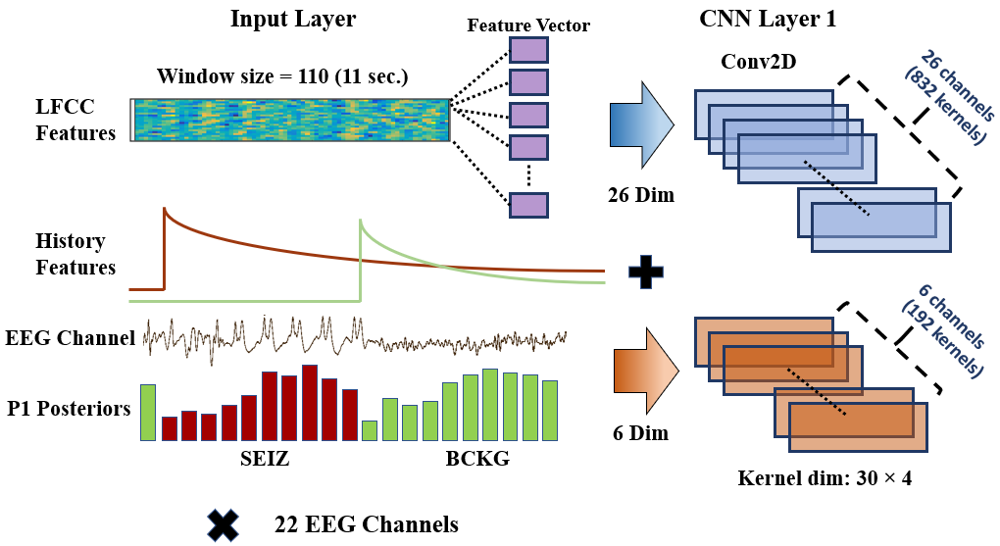 Input Layer
CNN Layer 1
Feature Vector
Window size = 110 (11 sec.)
LFCC
Features
26 Dim
Conv2D
26 channels
(832 kernels)
History
Features
EEG Channel
P1 Posteriors
SEIZ
BCKG
6 Dim
6 channels
(192 kernels)
Kernel dim: 30 × 4
22 EEG Channels